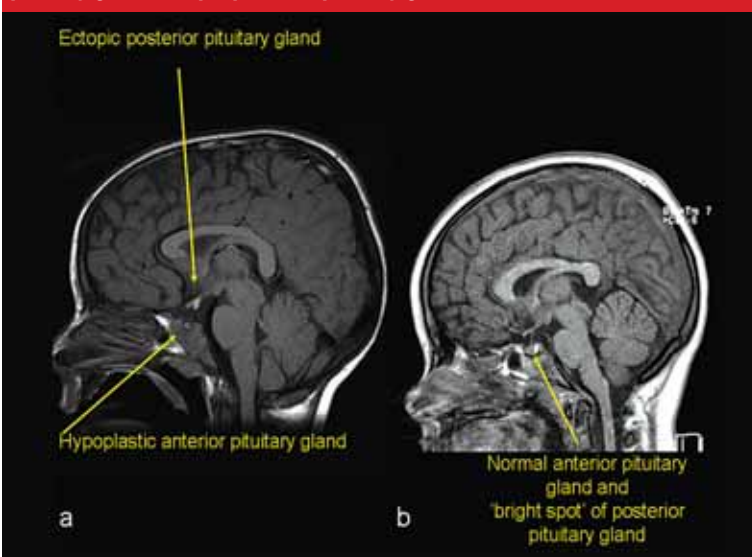 Ectopic posterior pituitary gland
Hypoplastic anterior pituitary gland
a
b
Normal anterior pituitary
gland and
'bright spot' of posterior
pituitary gland